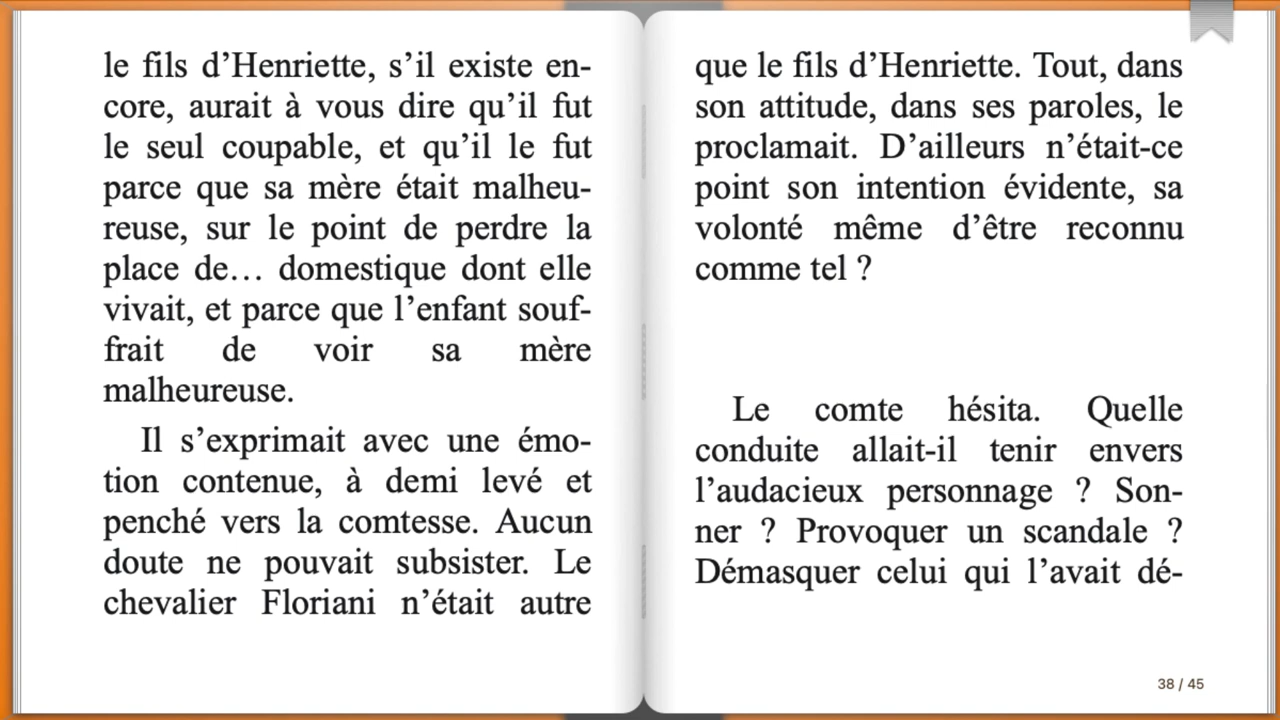 le fils d’Henriette, s’il existe en-
core, aurait à vous dire qu’il fut
le seul coupable, et qu’il le fut
parce que sa mère était malheu-
reuse, sur le point de perdre la
place de… domestique dont elle
vivait, et parce que l’enfant souf-
frait de voir sa mère
malheureuse.
Il s’exprimait avec une émo-
tion contenue, à demi levé et
penché vers la comtesse. Aucun
doute ne pouvait subsister. Le
chevalier Floriani n’était autre
que le fils d’Henriette. Tout, dans
son attitude, dans ses paroles, le
proclamait. D’ailleurs n’était-ce
point son intention évidente, sa
volonté même d’être reconnu
comme tel ?
Le comte hésita. Quelle
conduite allait-il tenir envers
l’audacieux personnage ? Son-
ner ? Provoquer un scandale ?
Démasquer celui qui l’avait dé-
38 / 45